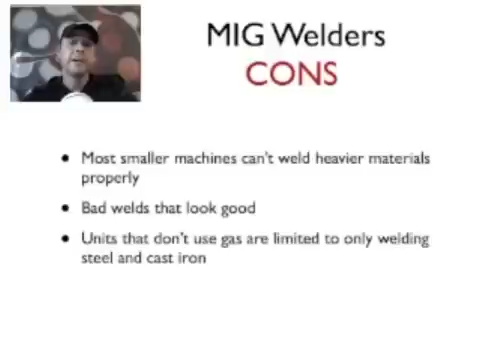 MIG Welders
CONS
• Most smaller machines can't weld heavier materials
properly
• Bad welds that look good
• Units that don't use gas are limited to only welding
steel and cast iron